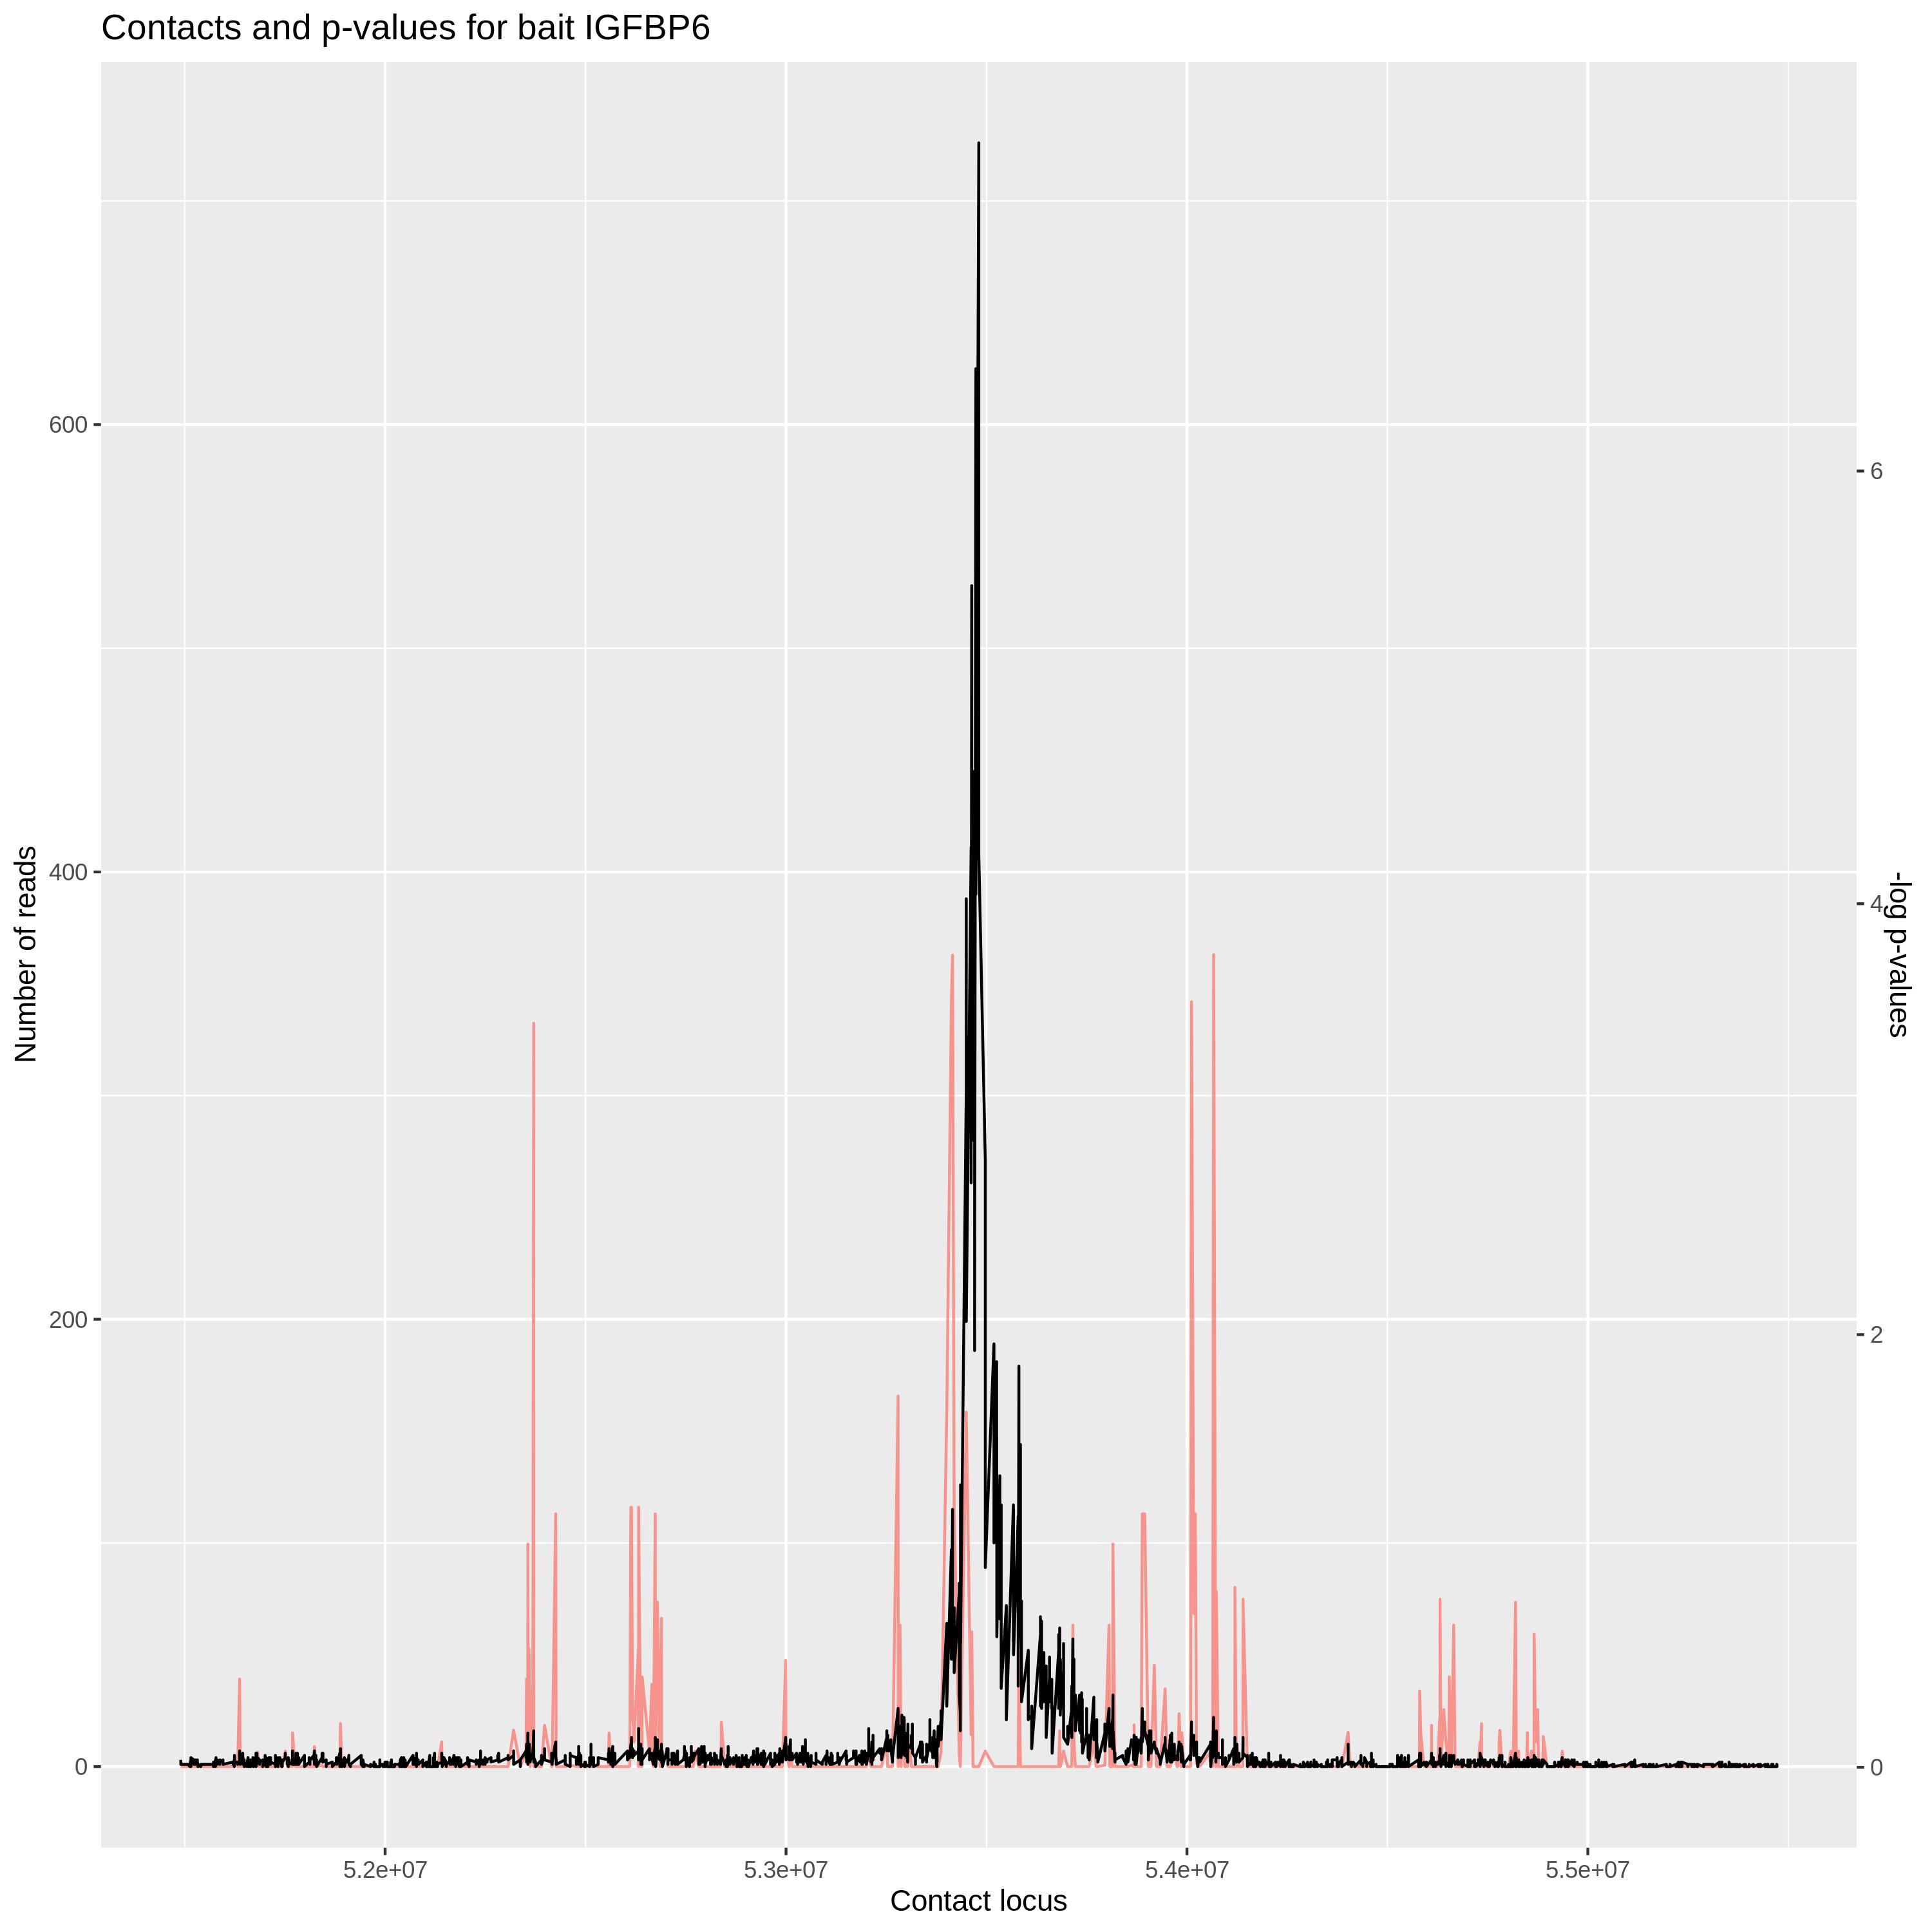 Contacts and p-values for bait IGFBP6
Number of reads
600
400
200
0
6
4
2
0
-log p-values
5.2e+07
5.3e+07
5.4e+07
5.5e+07
Contact locus